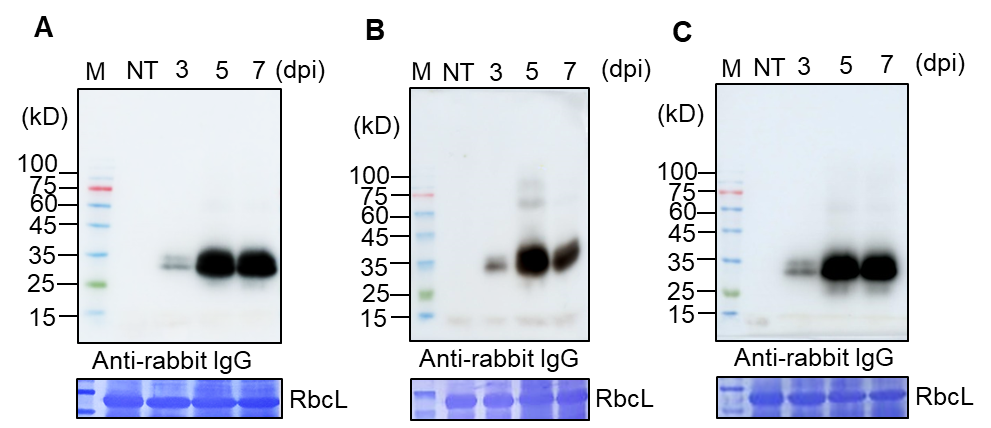 A
M NT 3 5 7 (dpi)
(kD)
100
75
60
45
35
25
15
Anti-rabbit IgG
RbcL
B
M NT 3 5 7 (dpi)
(kD)
100
75
60
45
35
25
15
Anti-rabbit IgG
RbcL
C
M NT 3 5 7 (dpi)
(kD)
100
75
60
45
35
25
15
Anti-rabbit IgG
RbcL